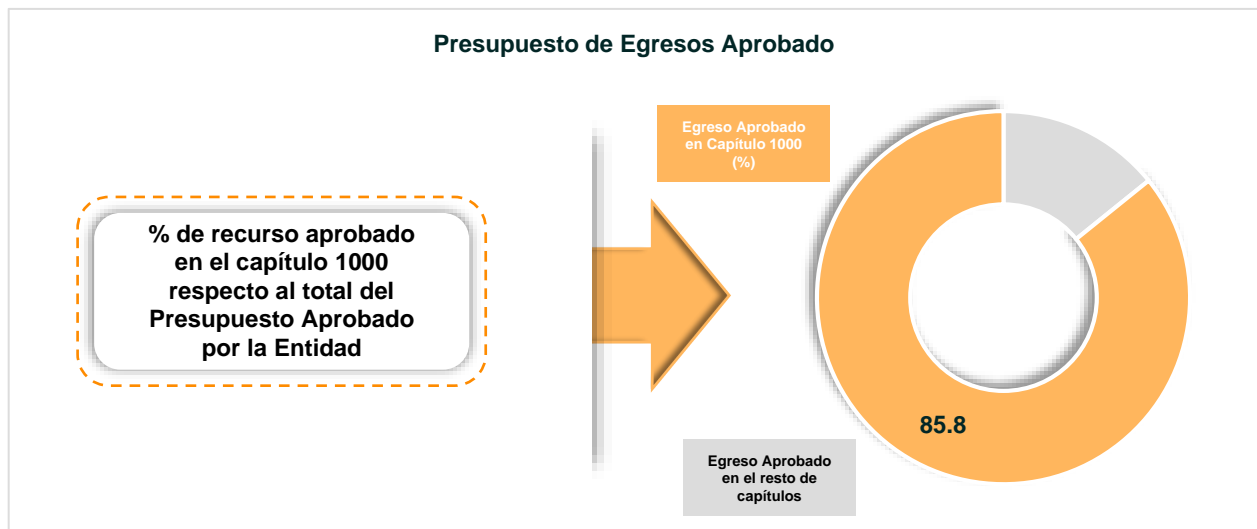 Presupuesto de Egresos Aprobado
Egreso Aprobado
en Capítulo 1000
(%)
% de recurso aprobado
en el capítulo 1000
respecto al total del
Presupuesto Aprobado
por la Entidad
85.8
Egreso Aprobado
en el resto de
capítulos